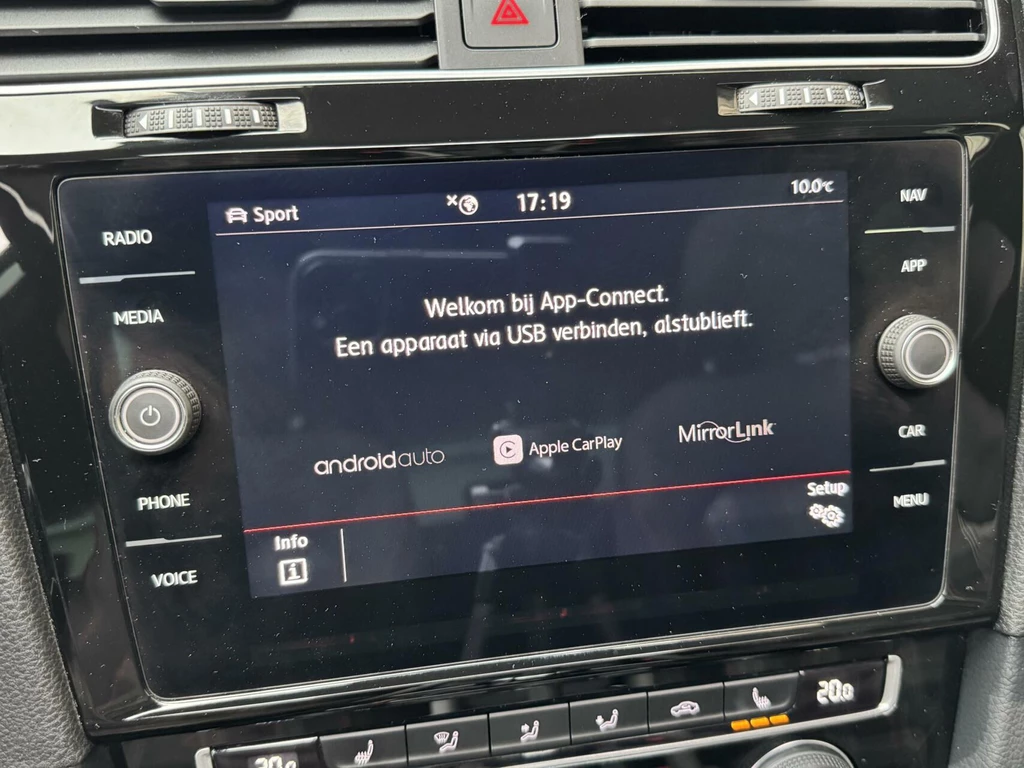 Sport
17:19
10.0°C
RADIO
MEDIA
PHONE
VOICE
Welkom bij App-Connect.
Een apparaat via USB verbinden, alstublieft.
androidauto
Apple CarPlay
MirrorLink
Info
Setup
NAV
APP
CAR
MENU
20.0